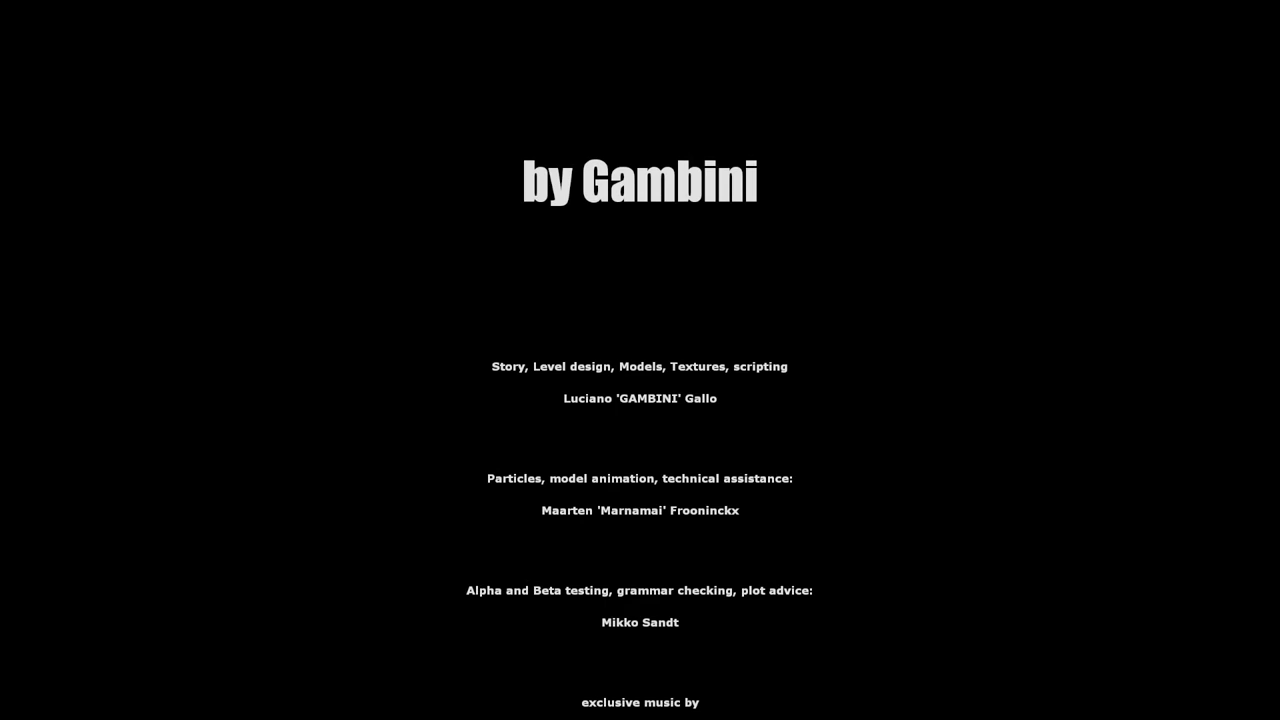 by Gambini
Story, Level design, Models, Textures, scripting
Luciano 'GAMBINI' Gallo
Particles, model animation, technical assistance:
Maarten 'Marnamai' Frooninckx
Alpha and Beta testing, grammar checking, plot advice:
Mikko Sandt
exclusive music by